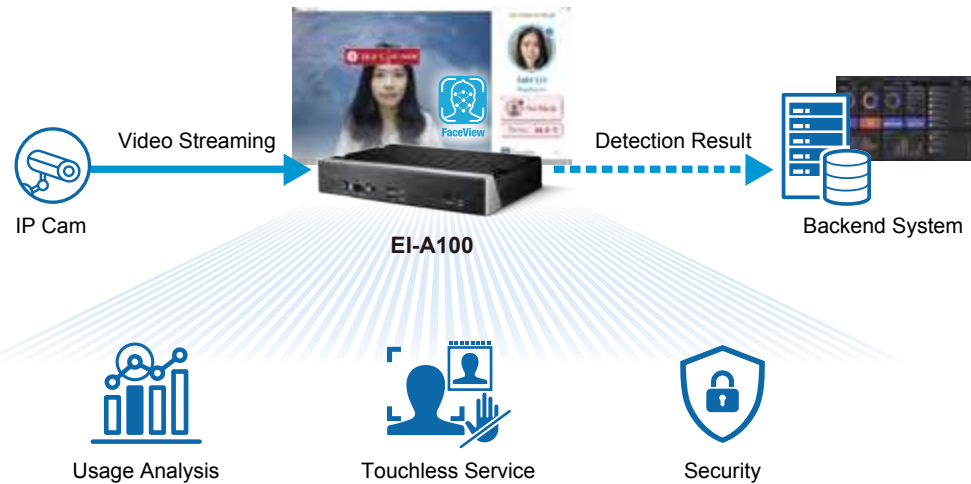 FaceView
Video Streaming
Detection Result
IP Cam
EI-A100
Backend System
Usage Analysis
Touchless Service
Security